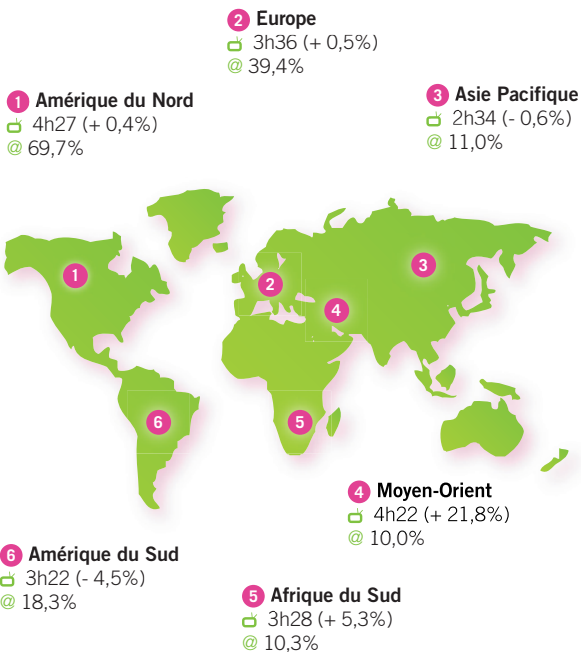 2 Europe
3h36 (+ 0,5%)
@ 39,4%
1 Amérique du Nord
4h27 (+ 0,4%)
@ 69,7%
3 Asie Pacifique
2h34 (- 0,6%)
@ 11,0%
1
2
3
4
5
6
4 Moyen-Orient
4h22 (+ 21,8%)
@ 10,0%
6 Amérique du Sud
3h22 (- 4,5%)
@ 18,3%
5 Afrique du Sud
3h28 (+ 5,3%)
@ 10,3%